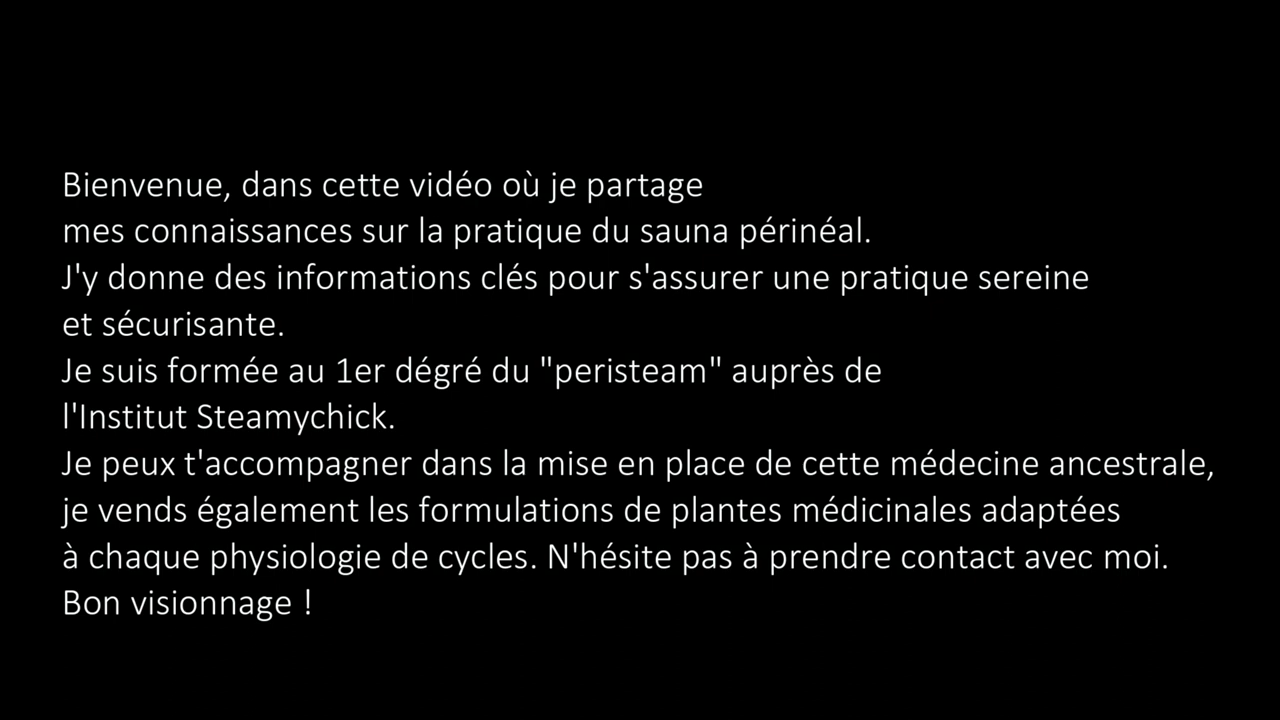 Bienvenue, dans cette vidéo où je partage
mes connaissances sur la pratique du sauna périnéal.
J'y donne des informations clés pour s'assurer une pratique sereine
et sécurisante.
Je suis formée au 1er dégré du "peristeam" auprès de
l'Institut Steamychick.
Je peux t'accompagner dans la mise en place de cette médecine ancestrale,
je vends également les formulations de plantes médicinales adaptées
à chaque physiologie de cycles. N'hésite pas à prendre contact avec moi.
Bon visionnage !